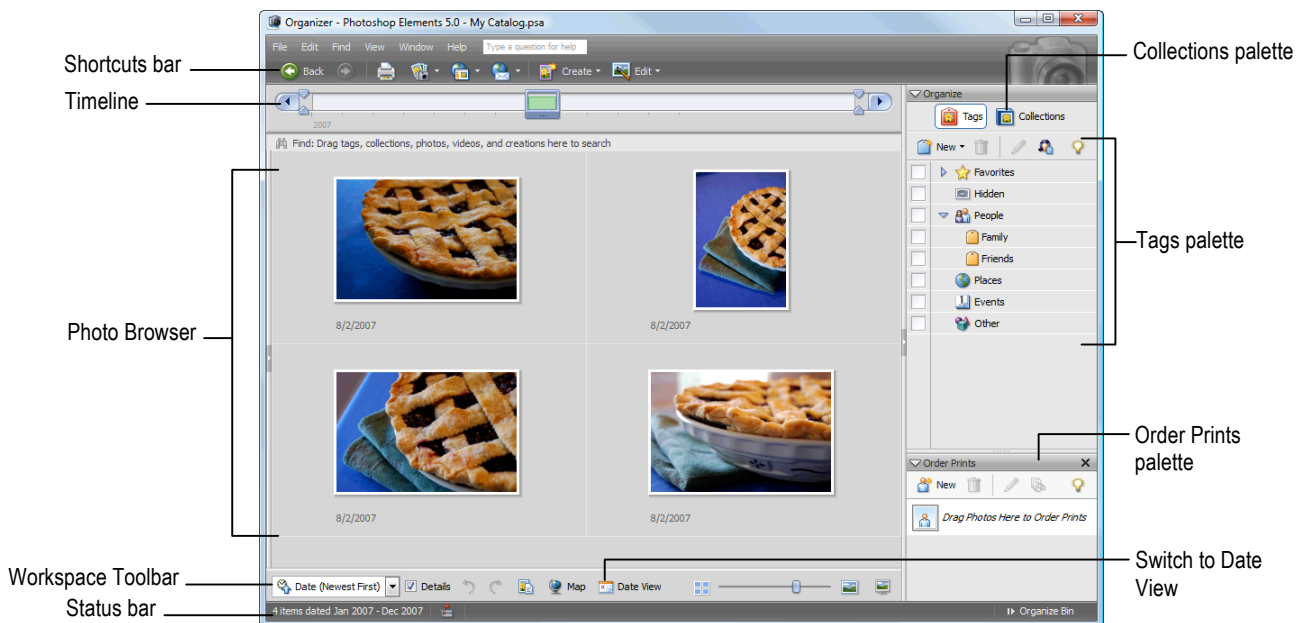 Organizer - Photoshop Elements 5.0 - My Catalog.psa
File Edit Find View Window Help Type a question for help
Back Create Edit
2007
Find: Drag tags, collections, photos, videos, and creations here to search
8/2/2007
8/2/2007
8/2/2007
8/2/2007
Date (Newest First) Details Map Date View
4 items dated Jan 2007 - Dec 2007
Organize Bin
Organize
Tags Collections
New
Favorites
Hidden
People
Family
Friends
Places
Events
Other
Order Prints
New
Drag Photos Here to Order Prints
Shortcuts bar
Timeline
Photo Browser
Workspace Toolbar
Status bar
Collections palette
Tags palette
Order Prints
palette
Switch to Date
View